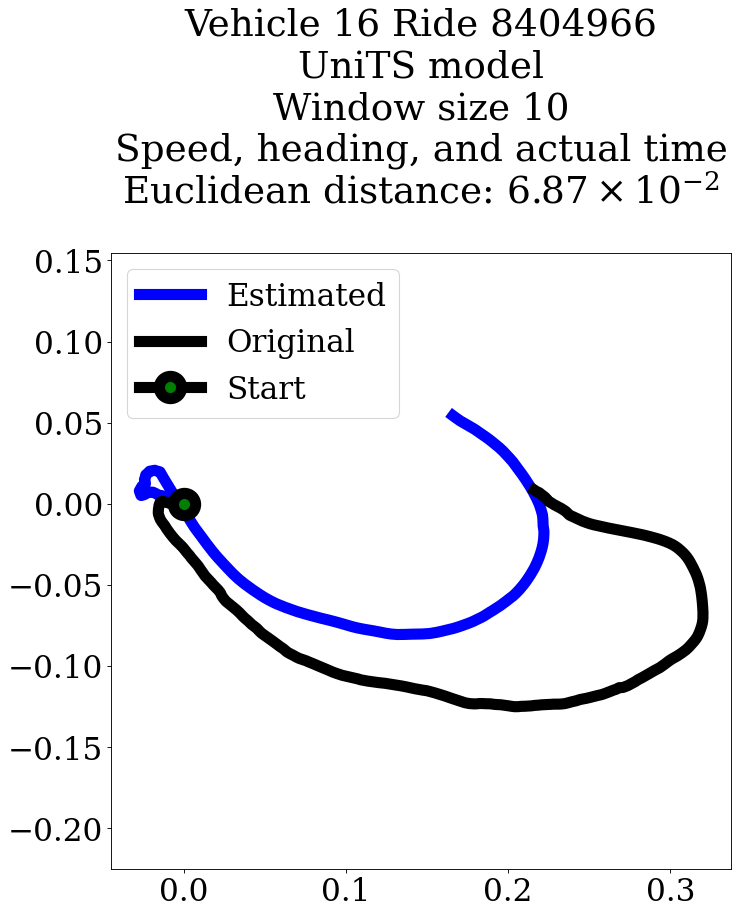 Vehicle 16 Ride 8404966
UniTS model
Window size 10
Speed, heading, and actual time
Euclidean distance: 6.87 × 10⁻²
0.15
Estimated
0.10
Original
Start
0.05
0.00
−0.05
−0.10
−0.15
−0.20
0.0 0.1 0.2 0.3